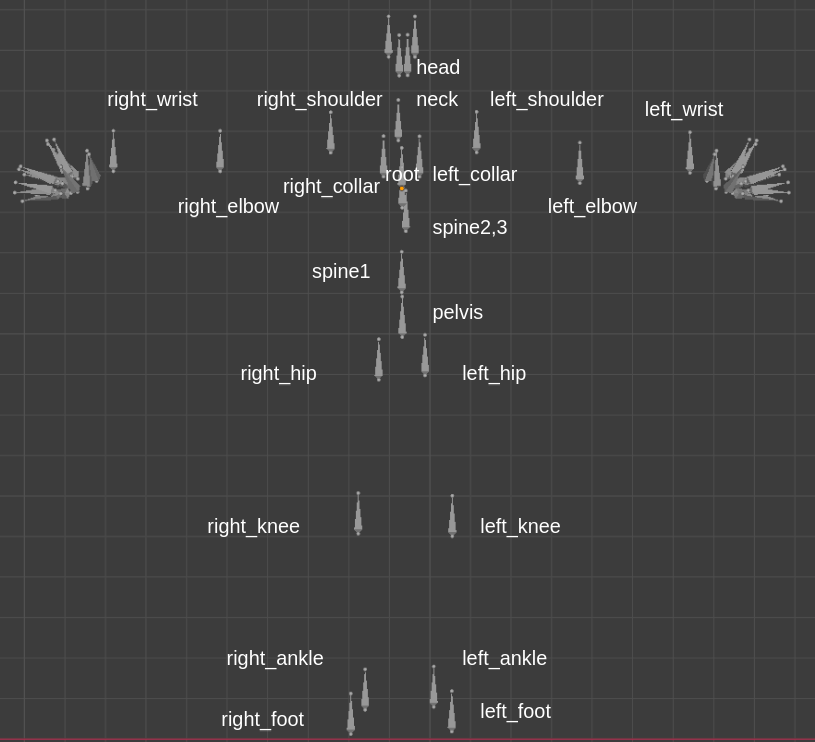 head
right_wrist
right_shoulder
neck
left_shoulder
left_wrist
right_collar
root
left_collar
right_elbow
left_elbow
spine2,3
spine1
pelvis
right_hip
left_hip
right_knee
left_knee
right_ankle
left_ankle
right_foot
left_foot